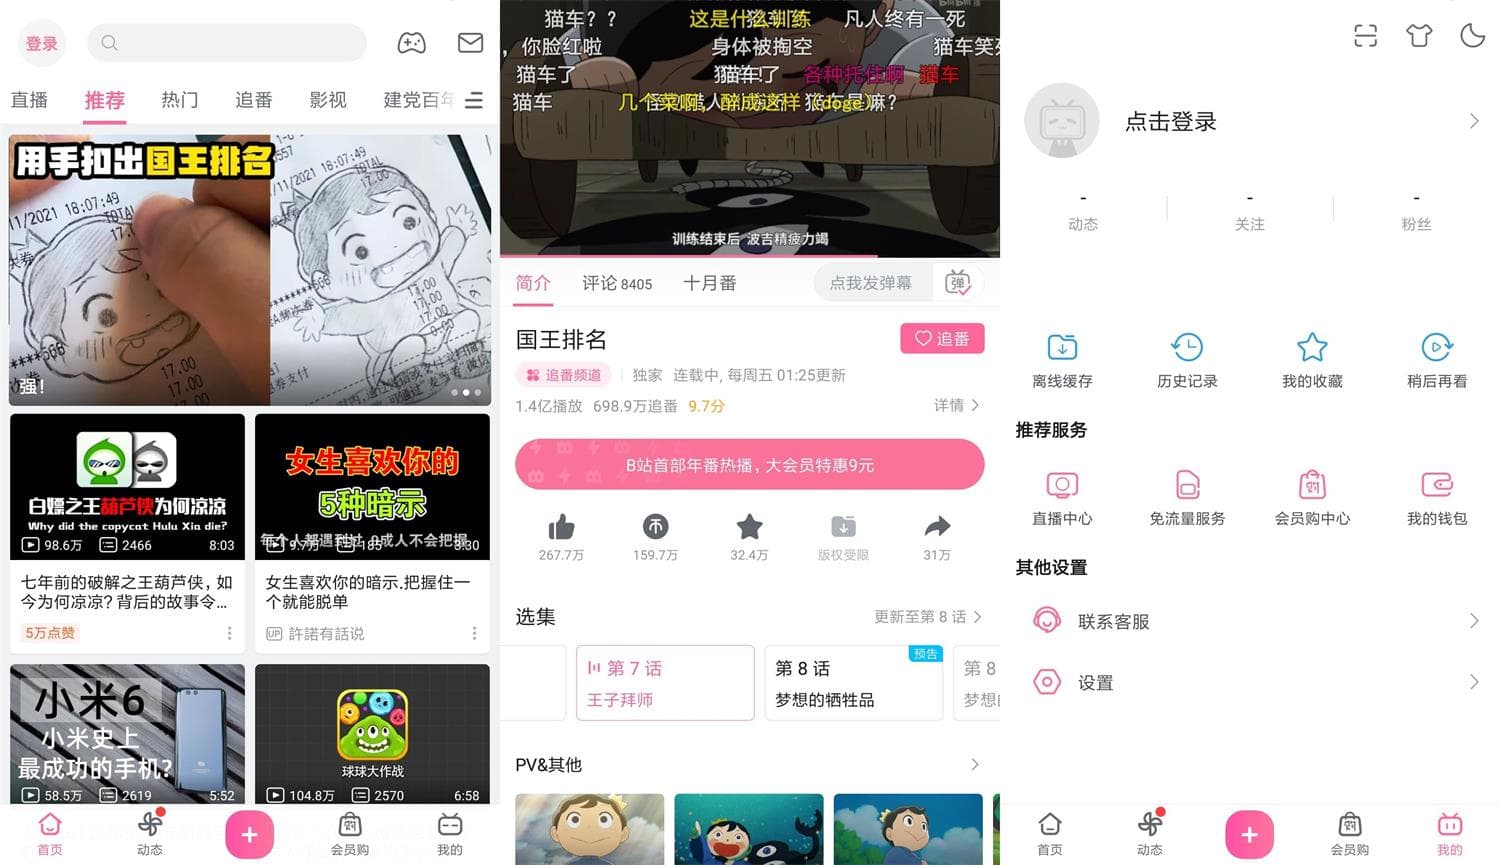 登录
直播
推荐
热门
追番
影视
建党百年
用手扣出国王排名
11/2021 18:07:49
TOTAL
17.00
强!
白嫖之王葫芦侠为何凉凉
Why did the copycat Hulu Xia die?
98.6万
2466
8:03
七年前的破解之王葫芦侠,如
今为何凉凉?背后的故事令...
5万点赞
女生喜欢你的
5种暗示
3:30
女生喜欢你的暗示.把握住一
个就能脱单
UP 許諾有話说
小米6
小米史上
最成功的手机?
58.5万
2619
5:52
球球大作战
104.8万
2570
6:58
首页
动态
会员购
我的
猫车? ?
这是什么训练
凡人终有一死
,你脸红啦
身体被掏空
猫车笑死
猫车了
猫车!了
各种托住啊
猫车
猫车
训练结束后 波吉精疲力竭
简介
评论 8405
十月番
点我发弹幕
弹
国王排名
追番
追番频道
独家
连载中, 每周五 01:25更新
1.4亿播放
698.9万追番
9.7分
详情
B站首部年番热播, 大会员特惠9元
267.7万
159.7万
32.4万
版权受限
31万
选集
更新至第 8 话
第 7 话
王子拜师
第 8 话
预告
梦想的牺牲品
第 8
梦想
PV&其他
点击登录
-
-
-
动态
关注
粉丝
离线缓存
历史记录
我的收藏
稍后再看
推荐服务
直播中心
免流量服务
会员购中心
我的钱包
其他设置
联系客服
设置
首页
动态
会员购
我的